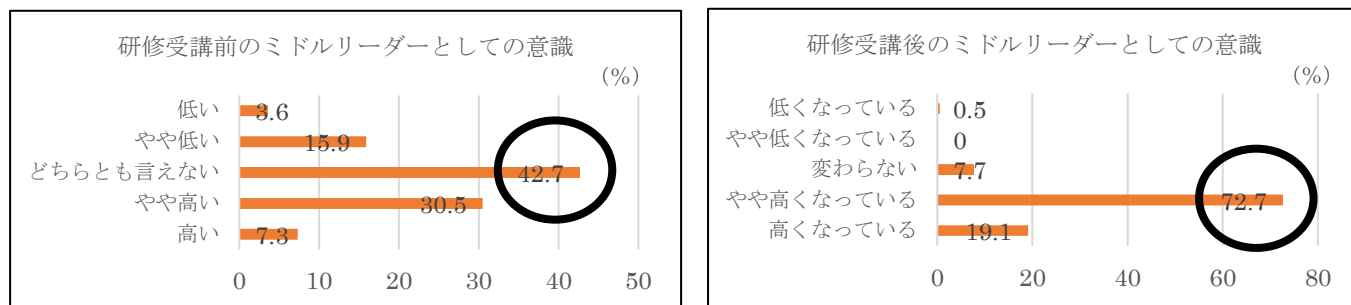 研修受講前のミドルリーダーとしての意識
(%)
低い 3.6
やや低い 15.9
どちらとも言えない 42.7
やや高い 30.5
高い 7.3
0 10 20 30 40 50
研修受講後のミドルリーダーとしての意識
(%)
低くなっている 0.5
やや低くなっている 0
変わらない 7.7
やや高くなっている 72.7
高くなっている 19.1
0 20 40 60 80